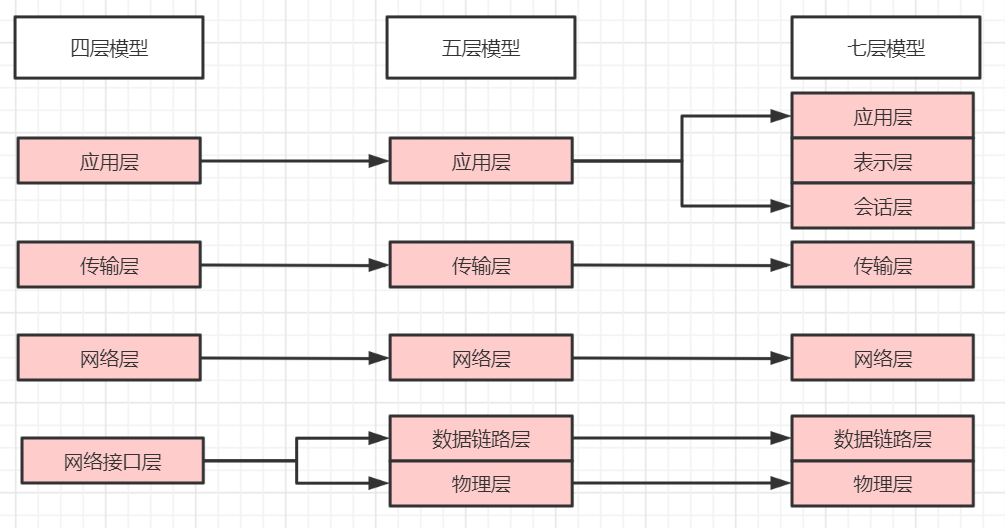 四层模型
五层模型
七层模型
应用层
应用层
应用层
表示层
会话层
传输层
传输层
传输层
网络层
网络层
网络层
网络接口层
数据链路层
物理层
数据链路层
物理层